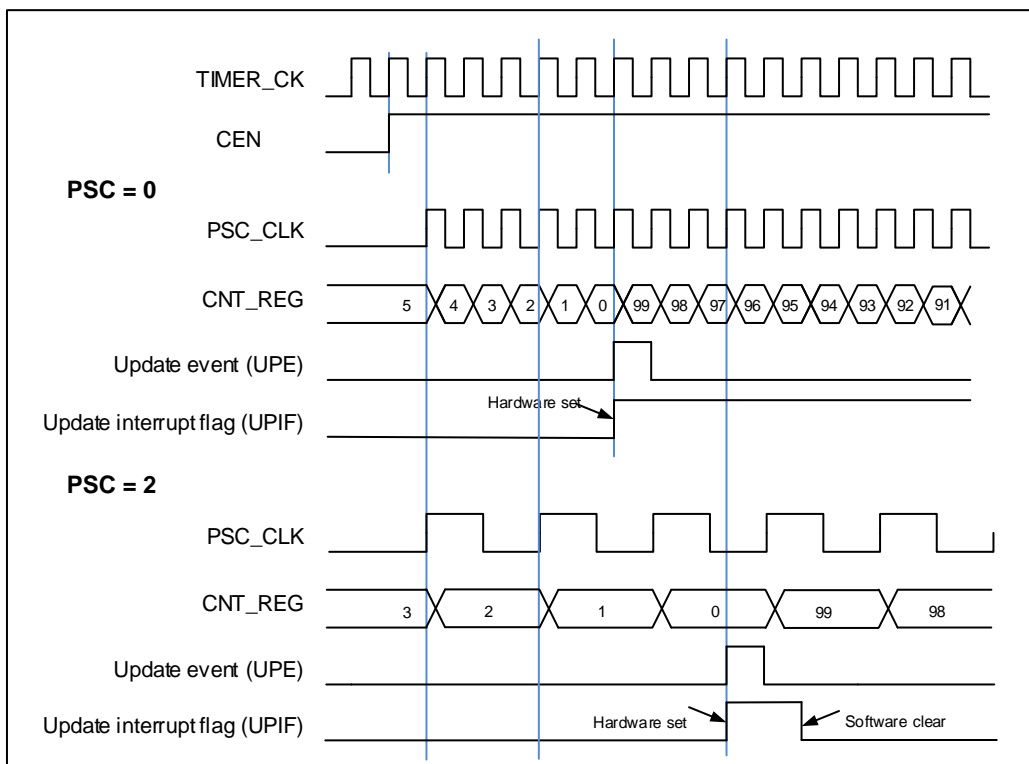 TIMER_CK
CEN
PSC = 0
PSC_CLK
CNT_REG 5 4 3 2 1 0 99 98 97 96 95 94 93 92 91
Update event (UPE)
Hardware set
Update interrupt flag (UPIF)
PSC = 2
PSC_CLK
CNT_REG 3 2 1 0 99 98
Update event (UPE)
Update interrupt flag (UPIF) Hardware set Software clear